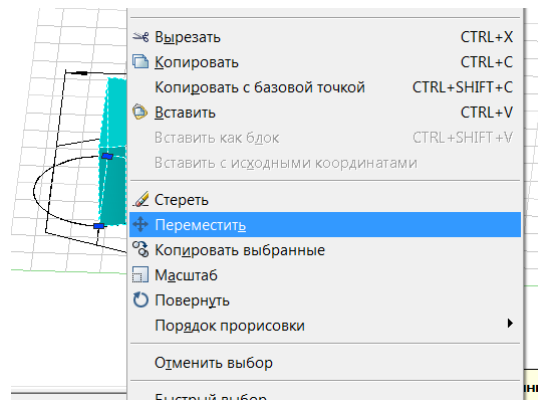 Вырезать CTRL+X
Копировать CTRL+C
Копировать с базовой точкой CTRL+SHIFT+C
Вставить CTRL+V
Вставить как блок CTRL+SHIFT+V
Вставить с исходными координатами
Стереть
Переместить
Копировать выбранные
Масштаб
Повернуть
Порядок прорисовки
Отменить выбор
Быстрый выбор